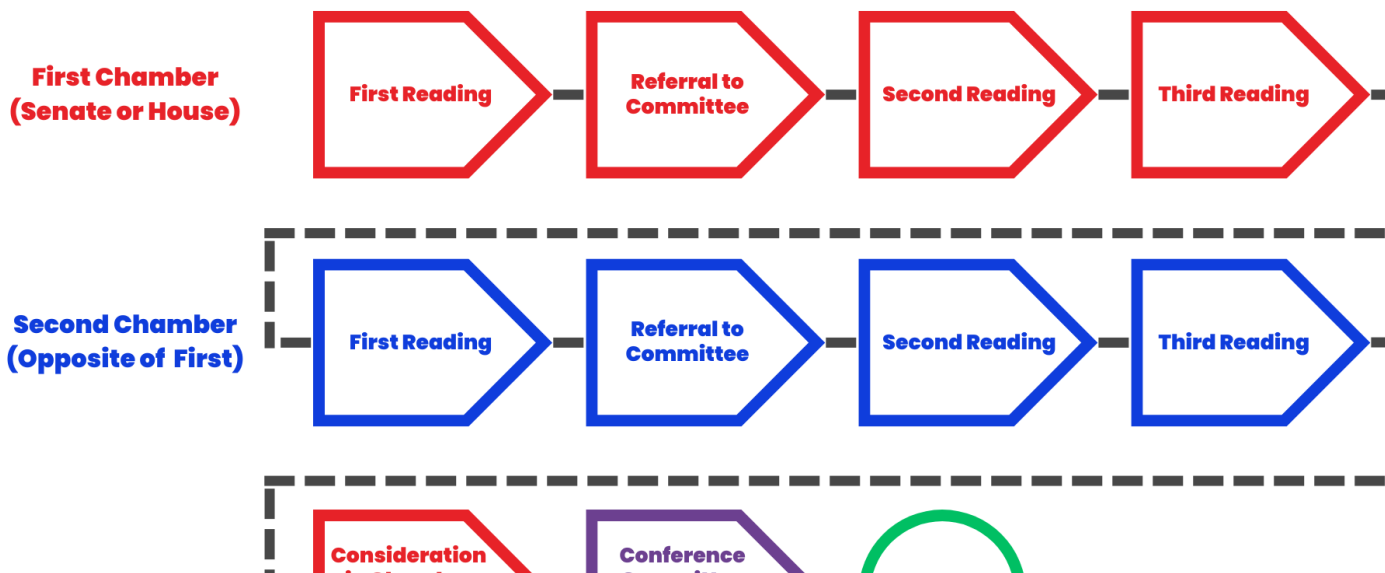 First Chamber
(Senate or House)
First Reading
Referral to
Committee
Second Reading
Third Reading
Second Chamber
(Opposite of First)
First Reading
Referral to
Committee
Second Reading
Third Reading
Consideration
Conference